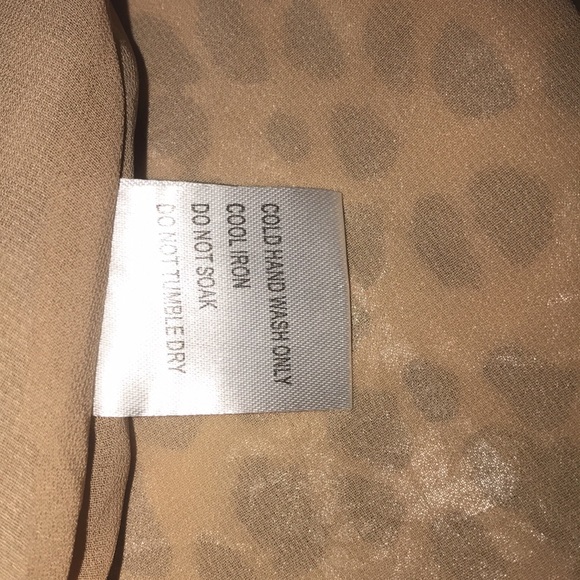 COLD HAND WASH ONLY
COOL IRON
DO NOT SOAK
DO NOT TUMBLE DRY